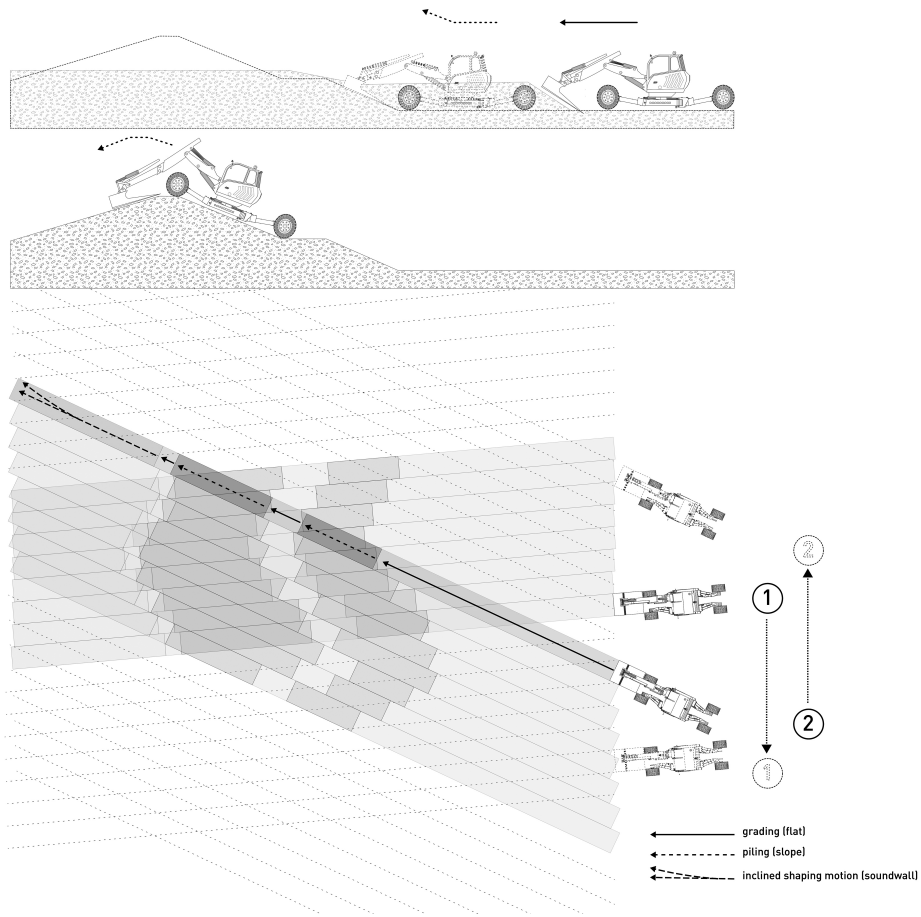 2
1
2
1
grading (flat)
piling (slope)
inclined shaping motion (soundwall)